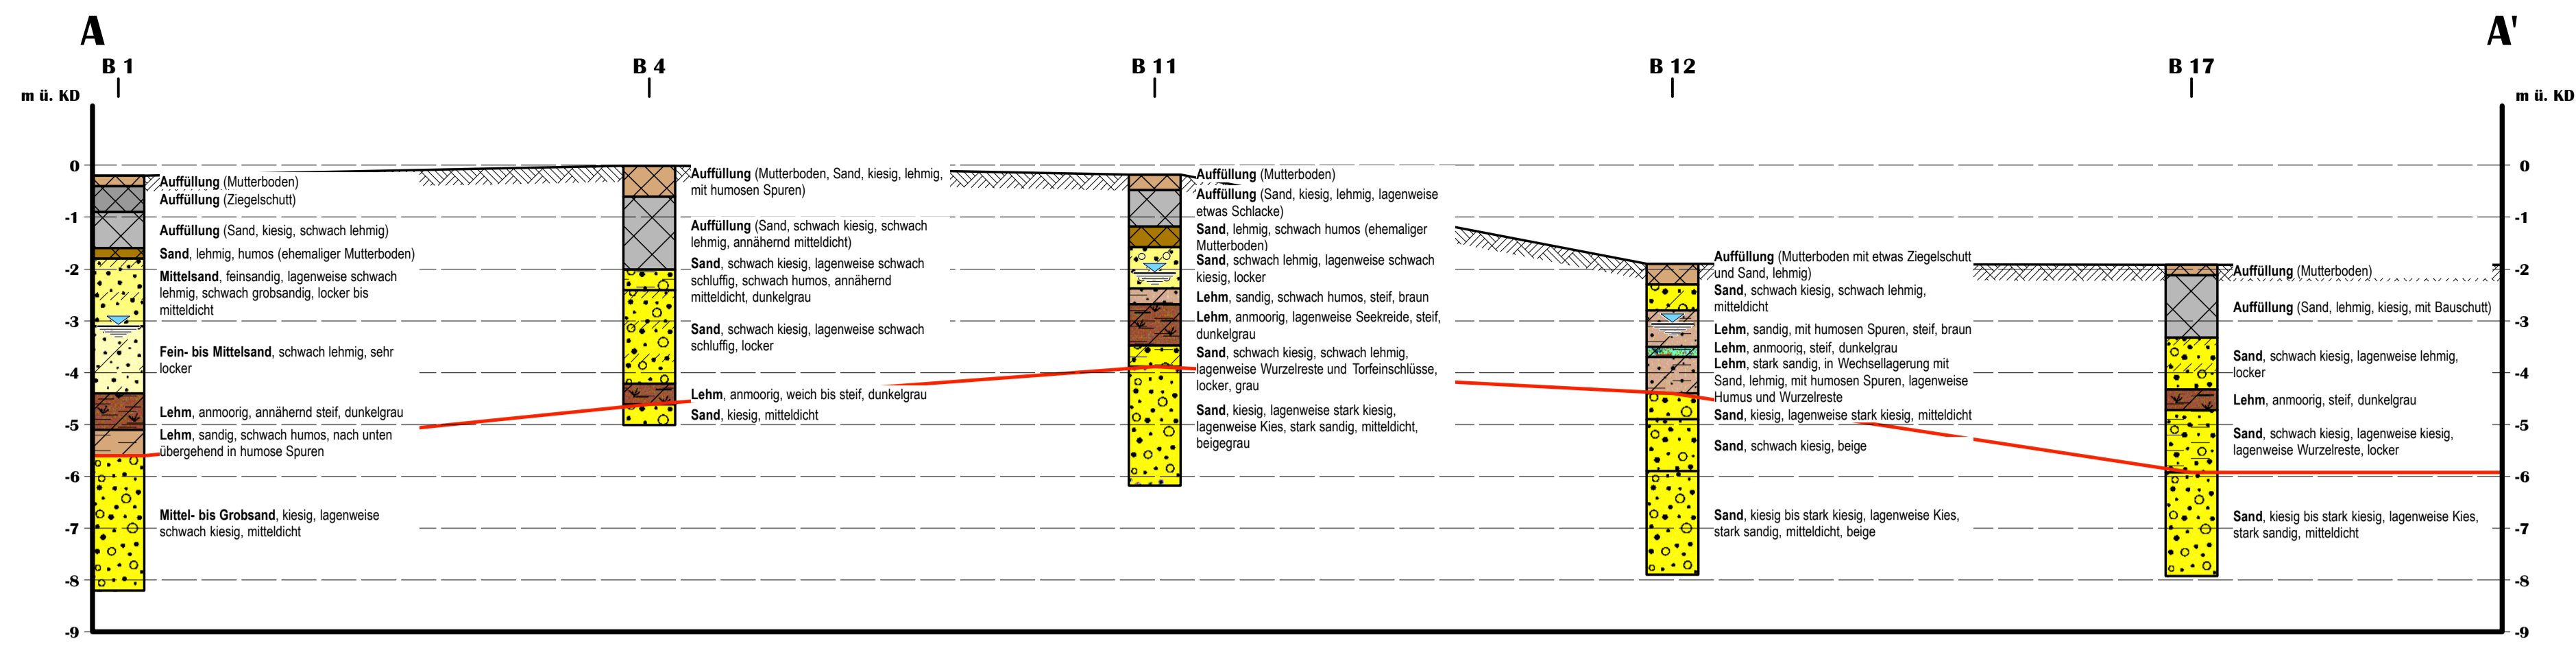 A
A'
B 1
B 4
B 11
B 12
B 17
m ü. KD
m ü. KD
0
-1
-2
-3
-4
-5
-6
-7
-8
-9
Auffüllung (Mutterboden)
Auffüllung (Ziegelschutt)
Auffüllung (Sand, kiesig, schwach lehmig)
Sand, lehmig, humos (ehemaliger Mutterboden)
Mittelsand, feinsandig, lagenweise schwach
lehmig, schwach grobsandig, locker bis
mitteldicht
Fein- bis Mittelsand, schwach lehmig, sehr
locker
Lehm, anmoorig, annähernd steif, dunkelgrau
Lehm, sandig, schwach humos, nach unten
übergehend in humose Spuren
Mittel- bis Grobsand, kiesig, lagenweise
schwach kiesig, mitteldicht
Auffüllung (Mutterboden, Sand, kiesig, lehmig,
mit humosen Spuren)
Auffüllung (Sand, schwach kiesig, schwach
lehmig, annähernd mitteldicht)
Sand, schwach kiesig, lagenweise schwach
schluffig, schwach humos, annähernd
mitteldicht, dunkelgrau
Sand, schwach kiesig, lagenweise schwach
schluffig, locker
Lehm, anmoorig, weich bis steif, dunkelgrau
Sand, kiesig, mitteldicht
Auffüllung (Mutterboden)
Auffüllung (Sand, kiesig, lehmig, lagenweise
etwas Schlacke)
Sand, lehmig, schwach humos (ehemaliger
Mutterboden)
Sand, schwach lehmig, lagenweise schwach
kiesig, locker
Lehm, sandig, schwach humos, steif, braun
Lehm, anmoorig, lagenweise Seekreide, steif,
dunkelgrau
Sand, schwach kiesig, schwach lehmig,
lagenweise Wurzelreste und Torfeinschlüsse,
locker, grau
Sand, kiesig, lagenweise stark kiesig,
lagenweise Kies, stark sandig, mitteldicht,
beigegrau
Auffüllung (Mutterboden mit etwas Ziegelschutt
und Sand, lehmig)
Sand, schwach kiesig, schwach lehmig,
mitteldicht
Lehm, sandig, mit humosen Spuren, steif, braun
Lehm, anmoorig, steif, dunkelgrau
Lehm, stark sandig, in Wechsellagerung mit
Sand, lehmig, mit humosen Spuren, lagenweise
Humus und Wurzelreste
Sand, kiesig, lagenweise stark kiesig, mitteldicht
Sand, schwach kiesig, beige
Sand, kiesig bis stark kiesig, lagenweise Kies,
stark sandig, mitteldicht, beige
Auffüllung (Mutterboden)
Auffüllung (Sand, lehmig, kiesig, mit Bauschutt)
Sand, schwach kiesig, lagenweise lehmig,
locker
Lehm, anmoorig, steif, dunkelgrau
Sand, schwach kiesig, lagenweise kiesig,
lagenweise Wurzelreste, locker
Sand, kiesig bis stark kiesig, lagenweise Kies,
stark sandig, mitteldicht
0
-1
-2
-3
-4
-5
-6
-7
-8
-9